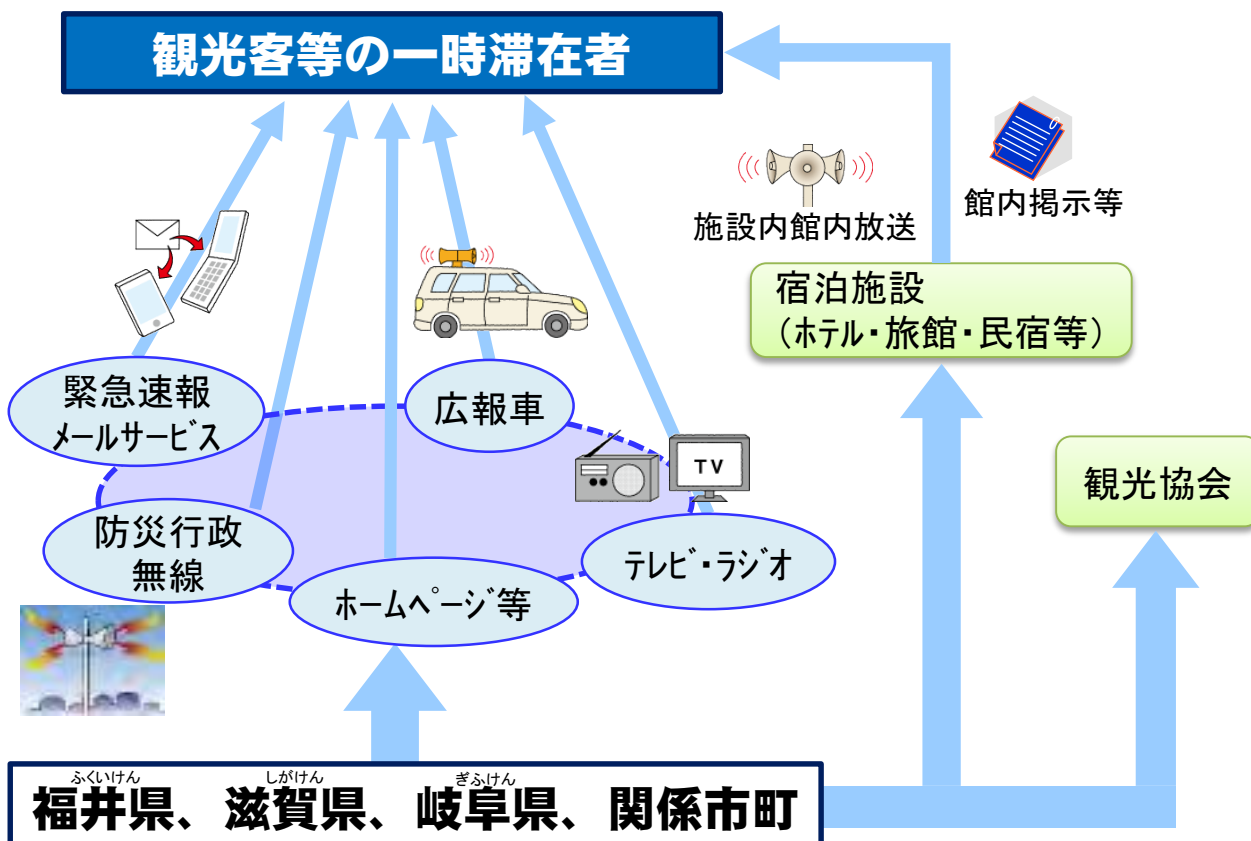 観光客等の一時滞在者
施設内館内放送
館内掲示等
宿泊施設
（ホテル・旅館・民宿等）
緊急速報
メールサービス
広報車
TV
観光協会
防災行政
無線
ホームページ等
テレビ・ラジオ
ふくいけん しがけん ぎふけん
福井県、滋賀県、岐阜県、関係市町